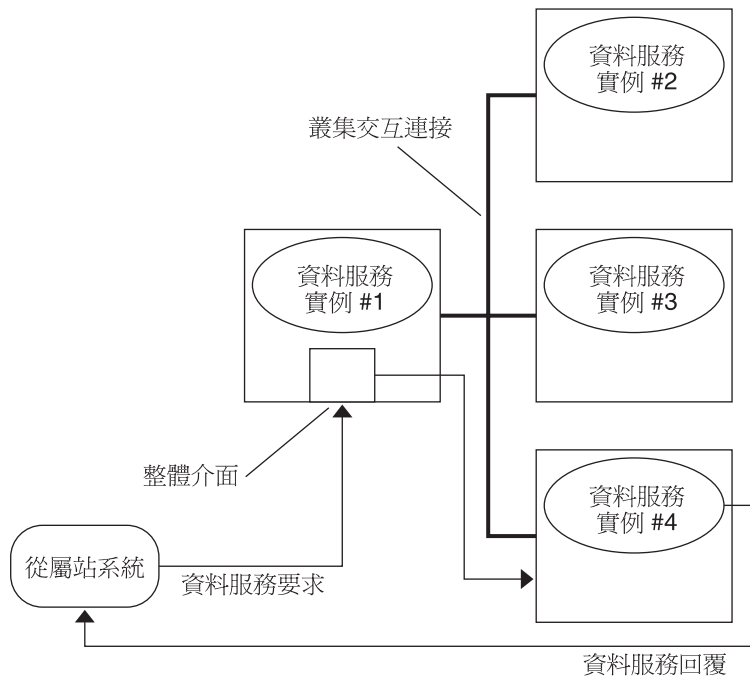 資料服務
實例 #2
叢集交互連接
資料服務
實例 #1
資料服務
實例 #3
整體介面
資料服務
實例 #4
從屬站系統
資料服務要求
資料服務回覆